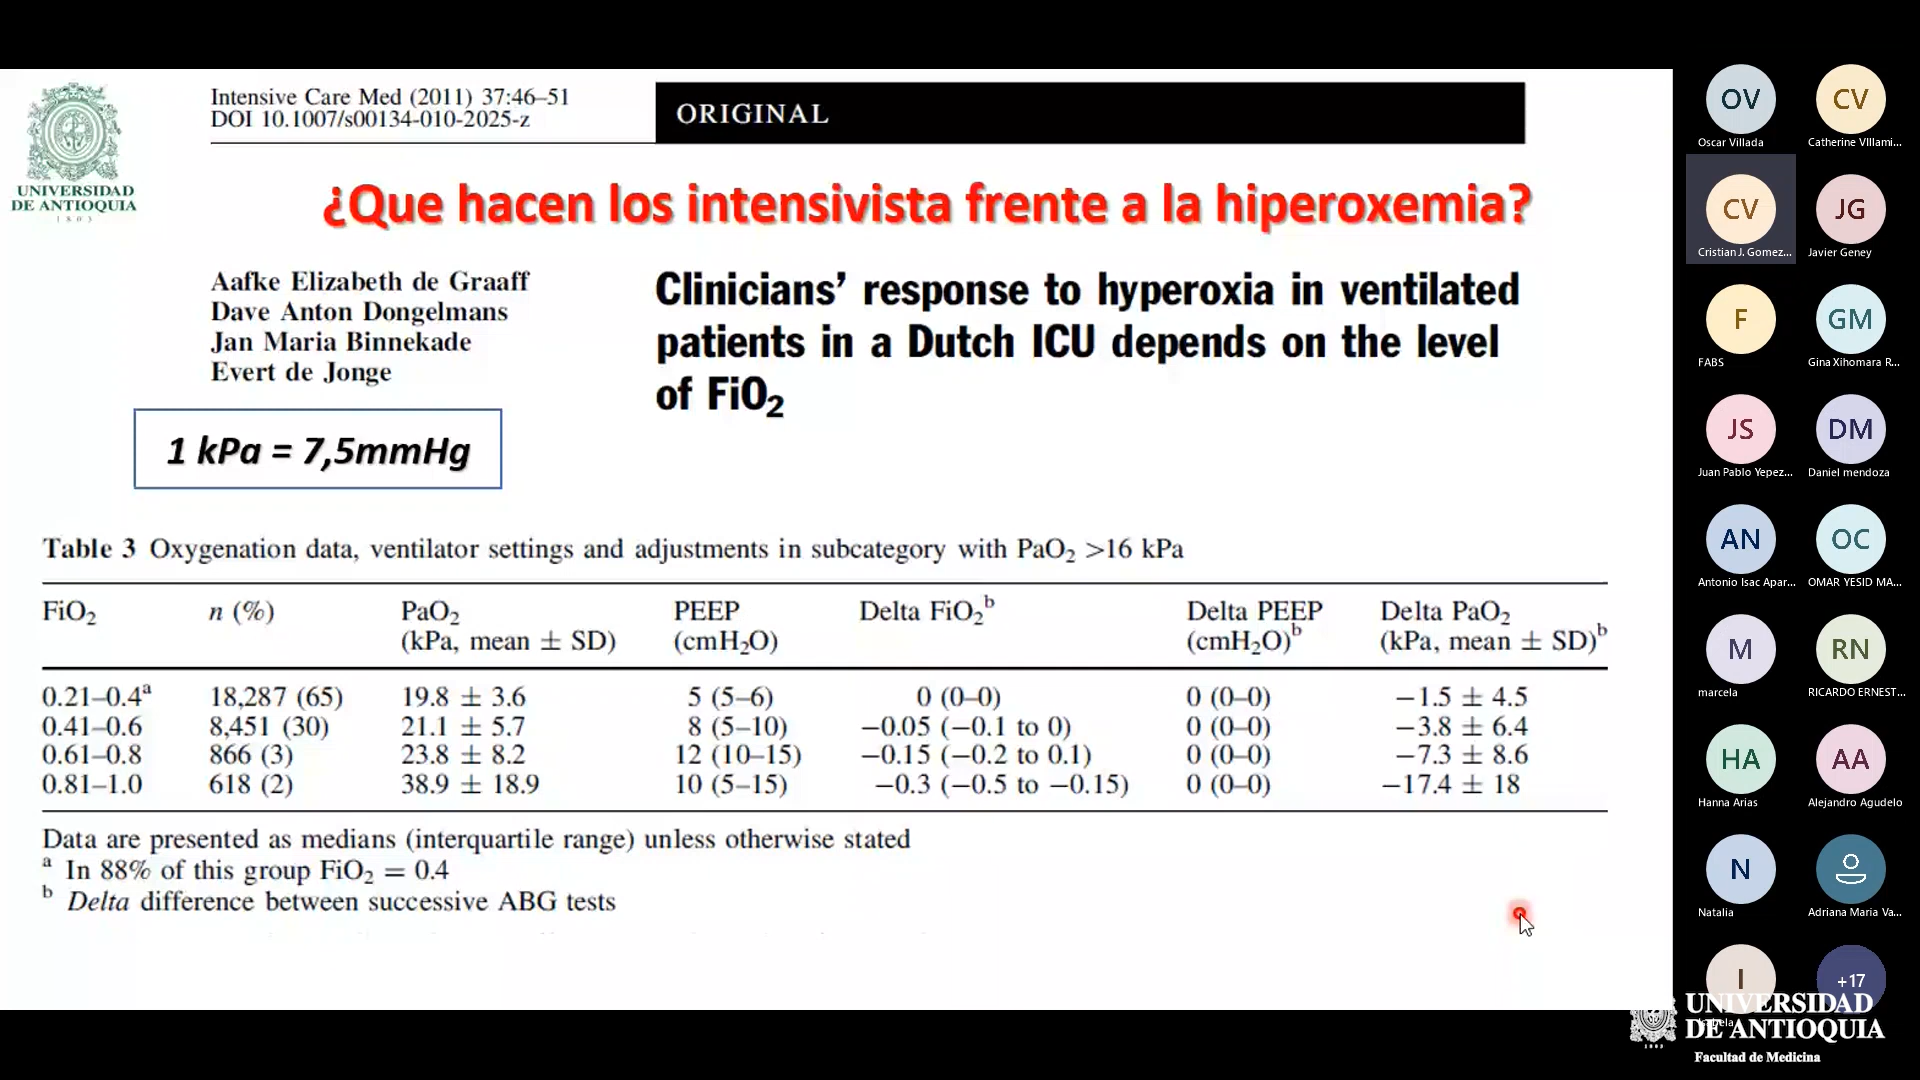 UNIVERSIDAD
DE ANTIOQUIA
1803
Intensive Care Med (2011) 37:46–51
DOI 10.1007/s00134-010-2025-z
ORIGINAL
¿Que hacen los intensivista frente a la hiperoxemia?
Aafke Elizabeth de Graaff
Dave Anton Dongelmans
Jan Maria Binnekade
Evert de Jonge
Clinicians’ response to hyperoxia in ventilated
patients in a Dutch ICU depends on the level
of FiO₂
1 kPa = 7,5mmHg
Table 3 Oxygenation data, ventilator settings and adjustments in subcategory with PaO₂ >16 kPa
FiO₂ n (%) PaO₂ PEEP Delta FiO₂ᵇ Delta PEEP Delta PaO₂
(kPa, mean ± SD) (cmH₂O) (cmH₂O)ᵇ (kPa, mean ± SD)ᵇ
0.21–0.4ᵃ 18,287 (65) 19.8 ± 3.6 5 (5–6) 0 (0–0) 0 (0–0) −1.5 ± 4.5
0.41–0.6 8,451 (30) 21.1 ± 5.7 8 (5–10) −0.05 (−0.1 to 0) 0 (0–0) −3.8 ± 6.4
0.61–0.8 866 (3) 23.8 ± 8.2 12 (10–15) −0.15 (−0.2 to 0.1) 0 (0–0) −7.3 ± 8.6
0.81–1.0 618 (2) 38.9 ± 18.9 10 (5–15) −0.3 (−0.5 to −0.15) 0 (0–0) −17.4 ± 18
Data are presented as medians (interquartile range) unless otherwise stated
ᵃ In 88% of this group FiO₂ = 0.4
ᵇ Delta difference between successive ABG tests
OV CV
Oscar Villada Catherine VIllami...
CV JG
Cristian J. Gomez... Javier Geney
F GM
FABS Gina Xihomara R...
JS DM
Juan Pablo Yepez... Daniel mendoza
AN OC
Antonio Isac Apar... OMAR YESID MA...
M RN
marcela RICARDO ERNEST...
HA AA
Hanna Arias Alejandro Agudelo
N
Natalia Adriana Maria Va...
I +17
UNIVERSIDAD
DE ANTIOQUIA
1803
Facultad de Medicina